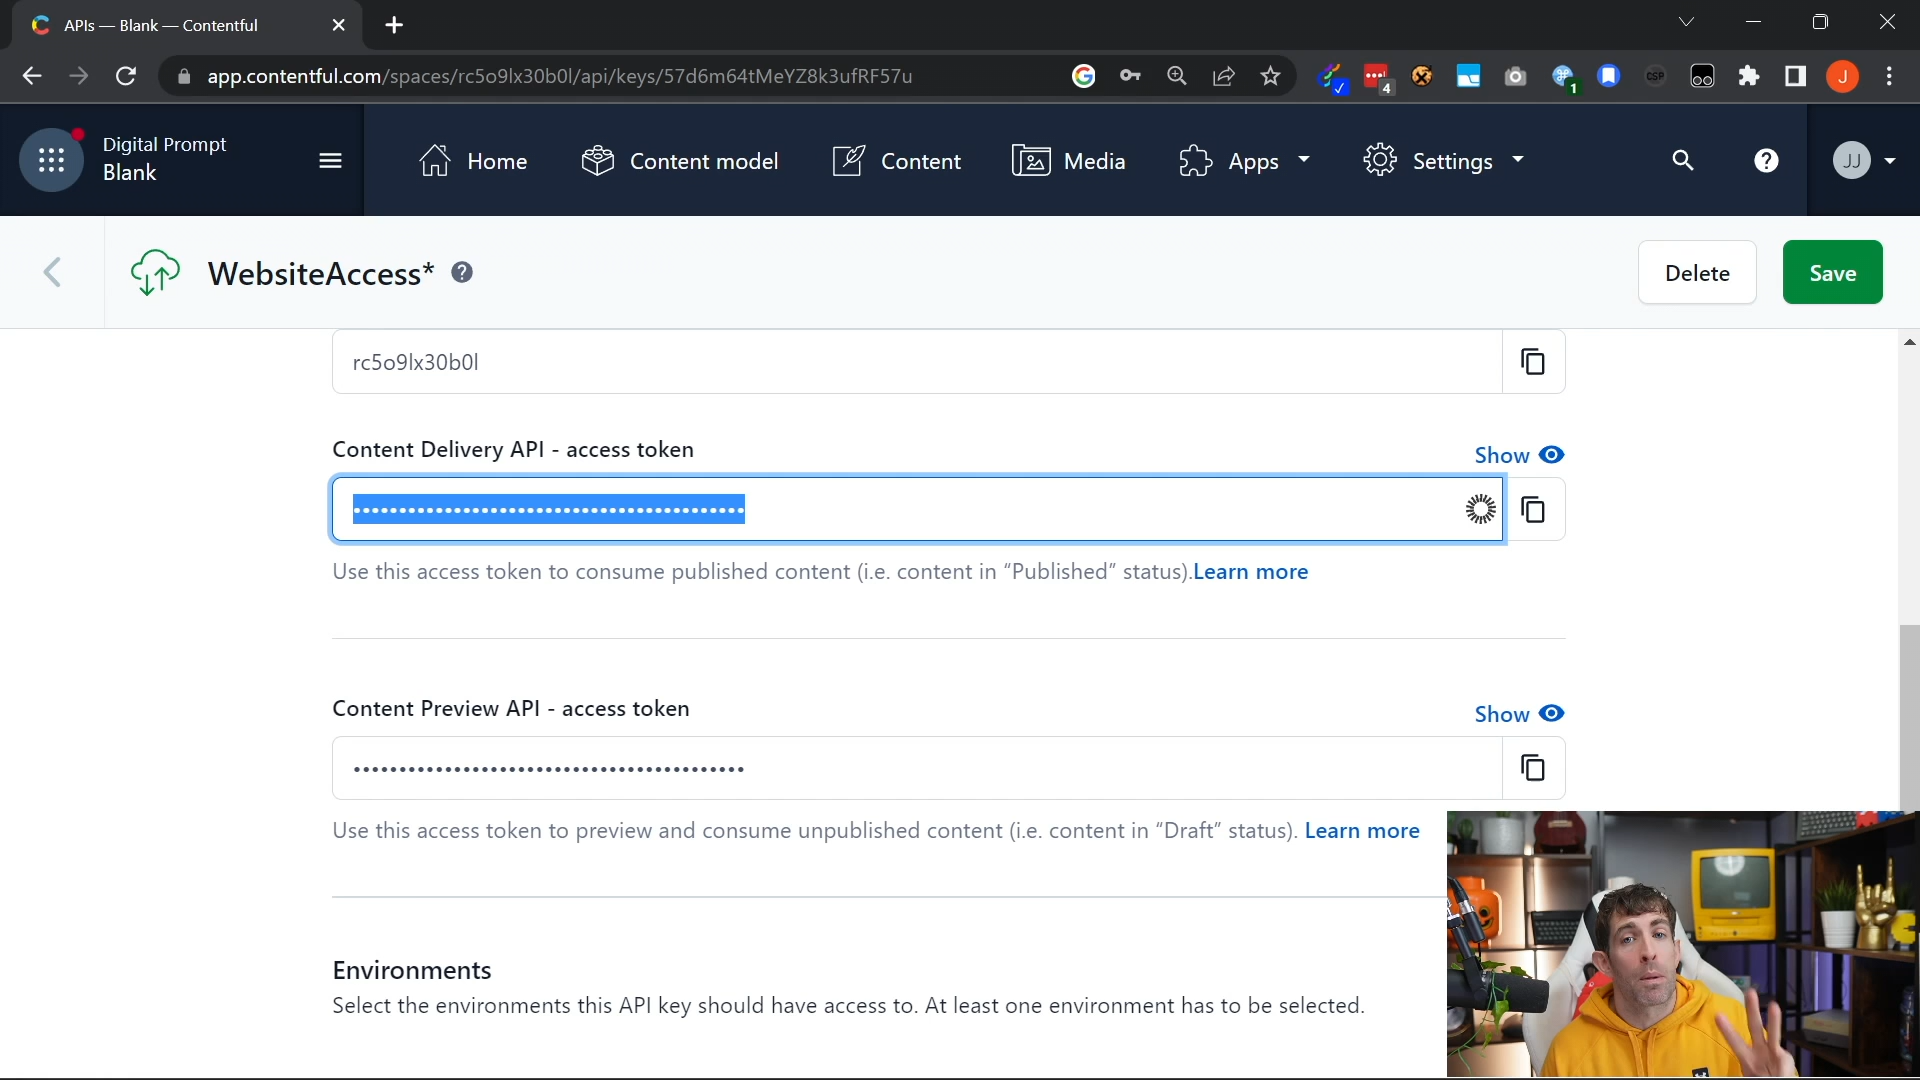 APIs — Blank — Contentful
app.contentful.com/spaces/rc5o9lx30b0l/api/keys/57d6m64tMeYZ8k3ufRF57u
4
1
CSP
J
Digital Prompt
Blank
Home
Content model
Content
Media
Apps
Settings
JJ
WebsiteAccess*
Delete
Save
rc5o9lx30b0l
Content Delivery API - access token
Show
Use this access token to consume published content (i.e. content in “Published” status).Learn more
Content Preview API - access token
Show
Use this access token to preview and consume unpublished content (i.e. content in “Draft” status). Learn more
Environments
Select the environments this API key should have access to. At least one environment has to be selected.